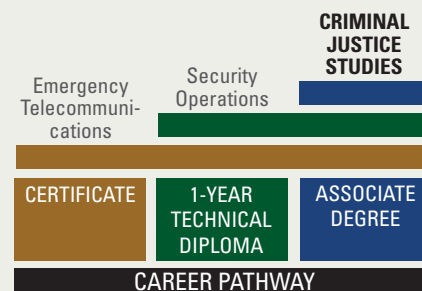 CRIMINAL
JUSTICE
STUDIES
Security
Operations
Emergency
Telecommuni-
cations
CERTIFICATE
1-YEAR
TECHNICAL
DIPLOMA
ASSOCIATE
DEGREE
CAREER PATHWAY